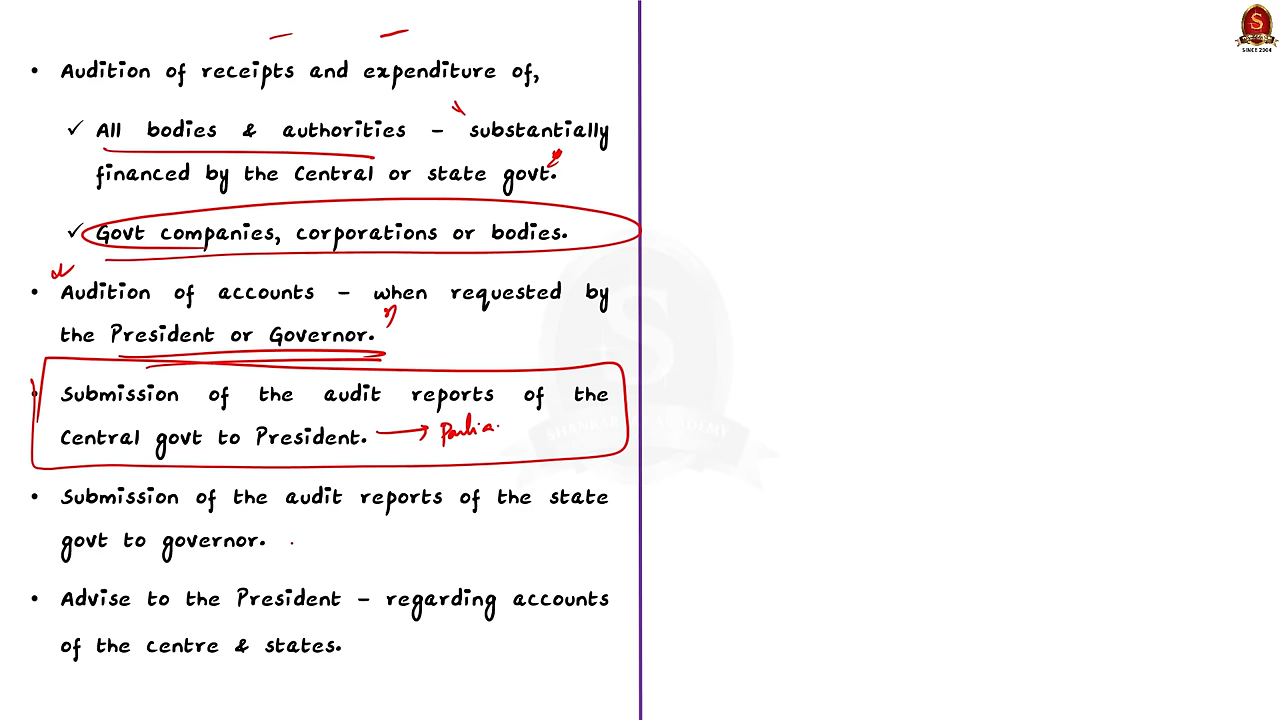 • Audition of receipts and expenditure of,
✓ All bodies & authorities - substantially
financed by the Central or state govt.
✓ Govt companies, corporations or bodies.
• Audition of accounts - when requested by
the President or Governor.
• Submission of the audit reports of the
Central govt to President. → Parlia.
• Submission of the audit reports of the state
govt to governor.
• Advise to the President - regarding accounts
of the centre & states.
S
SINCE 2004